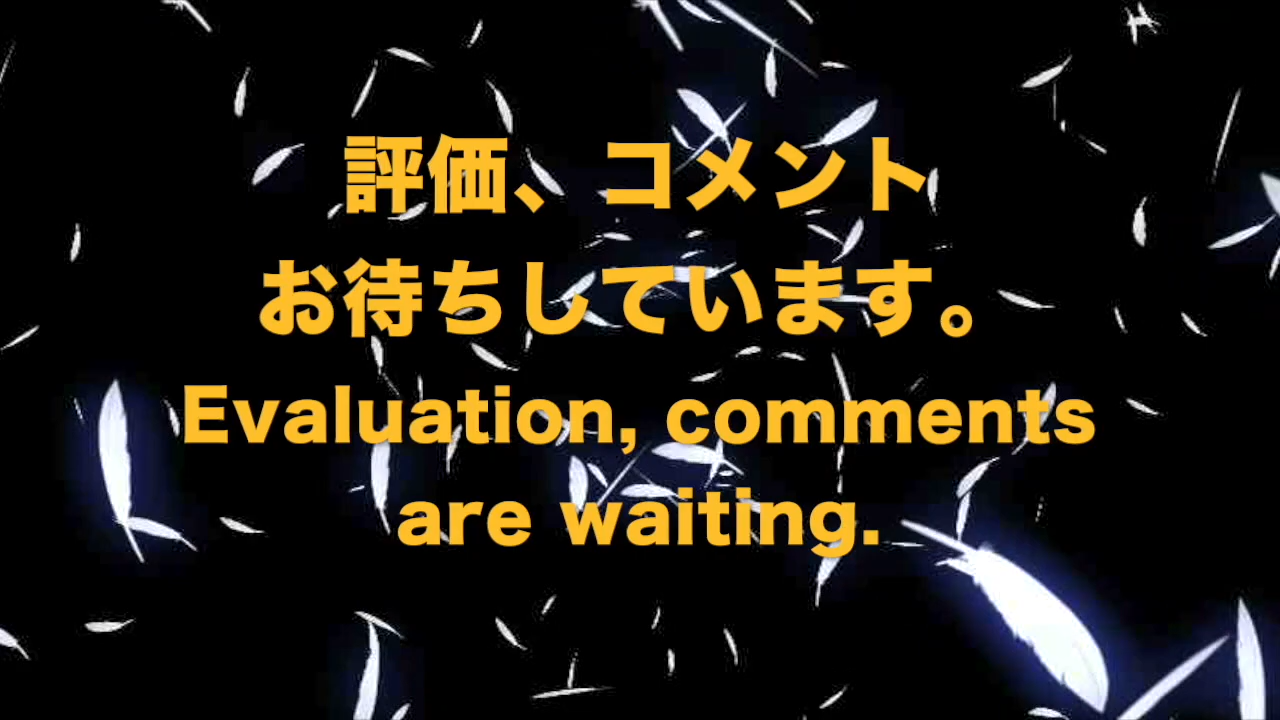 評価、コメント
お待ちしています。
Evaluation, comments
are waiting.